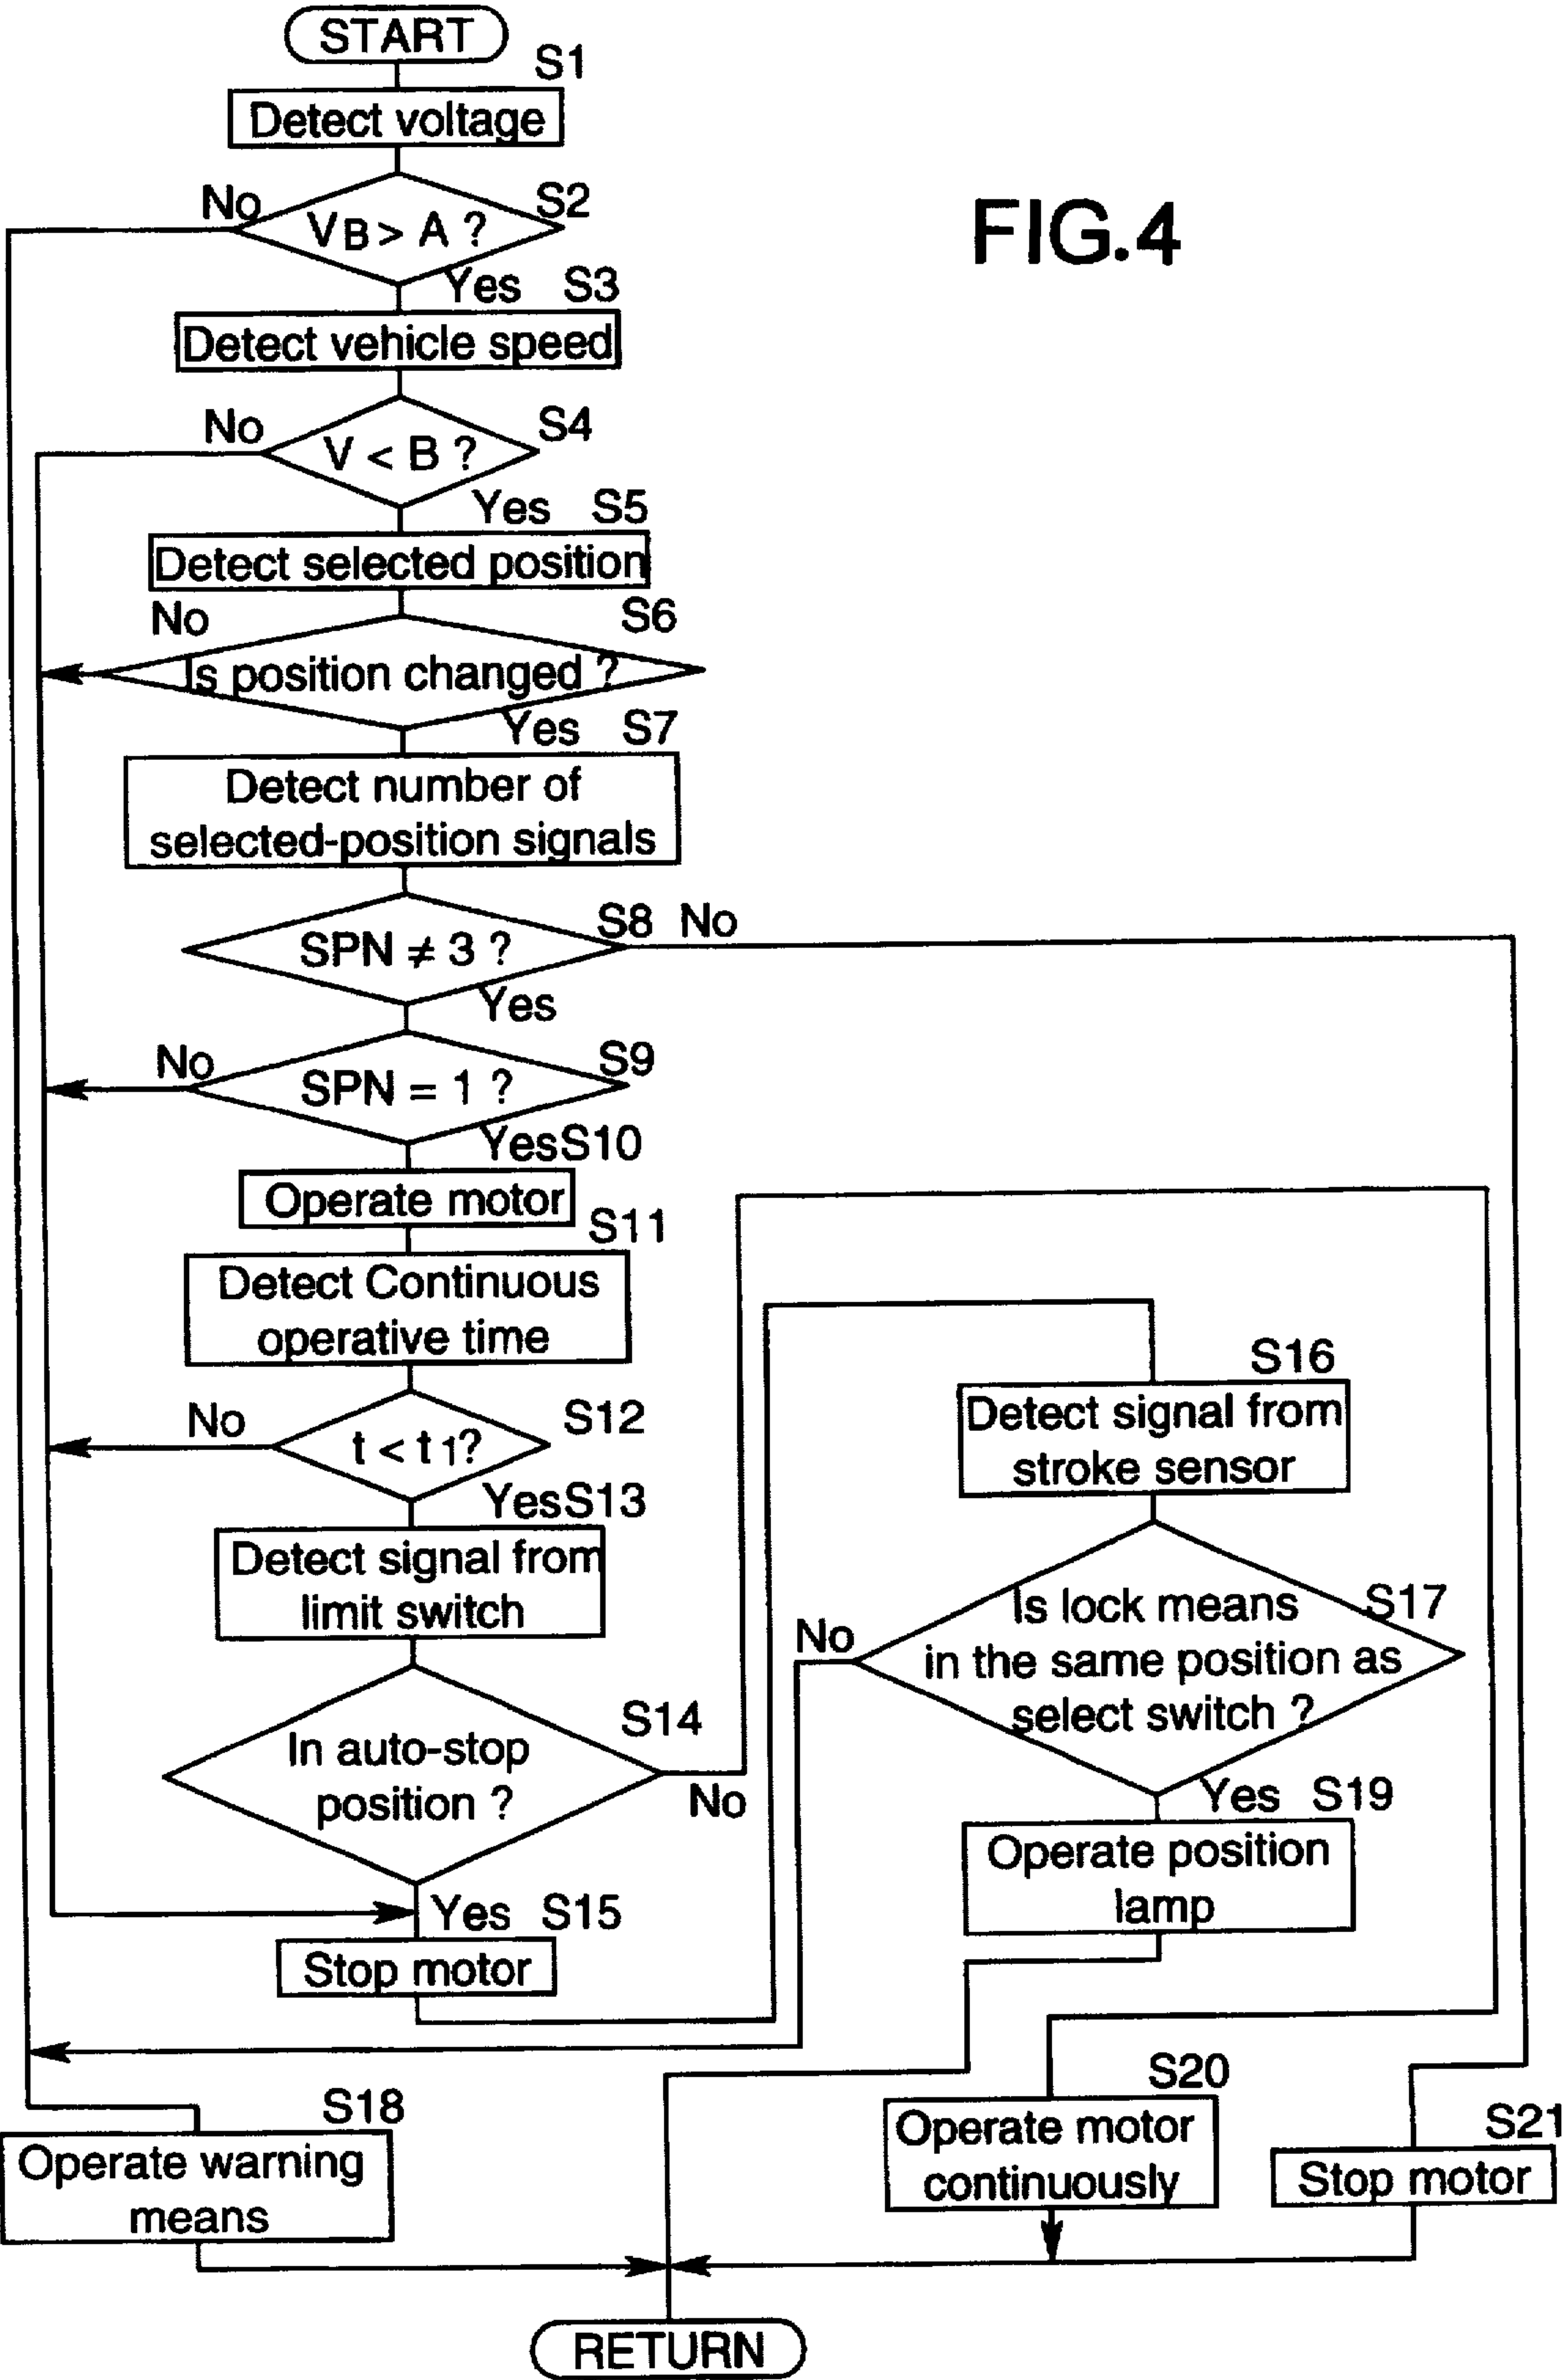 START
S1
Detect voltage
No
S2
VB > A ?
FIG.4
Yes S3
Detect vehicle speed
No
S4
V < B ?
Yes S5
Detect selected position
No
S6
Is position changed ?
Yes S7
Detect number of
selected-position signals
S8 No
SPN ≠ 3 ?
Yes
No
S9
SPN = 1 ?
YesS10
Operate motor
S11
Detect Continuous
operative time
No
S12
t < t1?
YesS13
Detect signal from
limit switch
S14
In auto-stop
position ?
No
Yes S15
Stop motor
S16
Detect signal from
stroke sensor
S17
No
Is lock means
in the same position as
select switch ?
Yes S19
Operate position
lamp
S18
Operate warning
means
S20
Operate motor
continuously
S21
Stop motor
RETURN